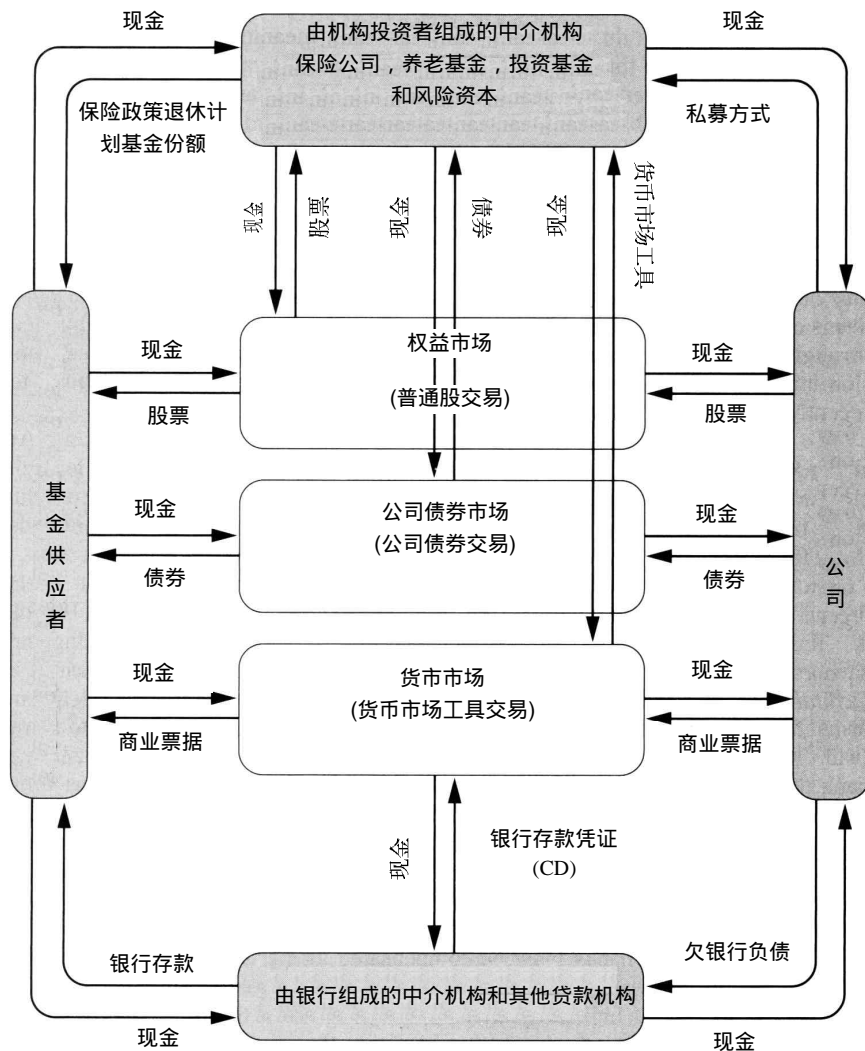 现金
由机构投资者组成的中介机构
保险公司，养老基金，投资基金
和风险资本
现金
保险政策退休计
划基金份额
私募方式
现金
股票
现金
债券
现金
货币市场工具
基金供应者
公司
现金
股票
权益市场
(普通股交易)
现金
股票
现金
债券
公司债券市场
(公司债券交易)
现金
债券
现金
商业票据
货市市场
(货币市场工具交易)
现金
商业票据
现金
银行存款凭证
(CD)
银行存款
欠银行负债
由银行组成的中介机构和其他贷款机构
现金
现金